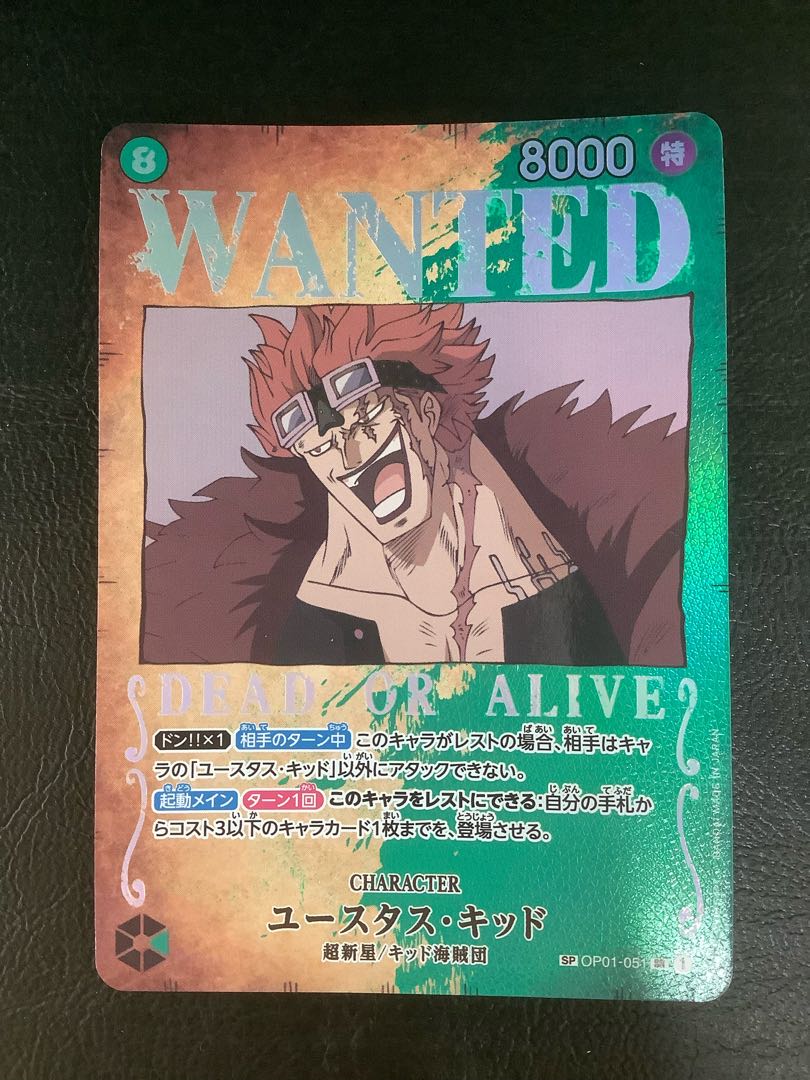 8
8000
特
WANTED
DEAD OR ALIVE
ドン!!×1 相手のターン中 このキャラがレストの場合、相手はキャ
ラの「ユースタス・キッド」以外にアタックできない。
起動メイン ターン1回 このキャラをレストにできる:自分の手札か
らコスト3以下のキャラカード1枚までを、登場させる。
CHARACTER
ユースタス・キッド
超新星/キッド海賊団
SP OP01-051
MADE IN JAPAN